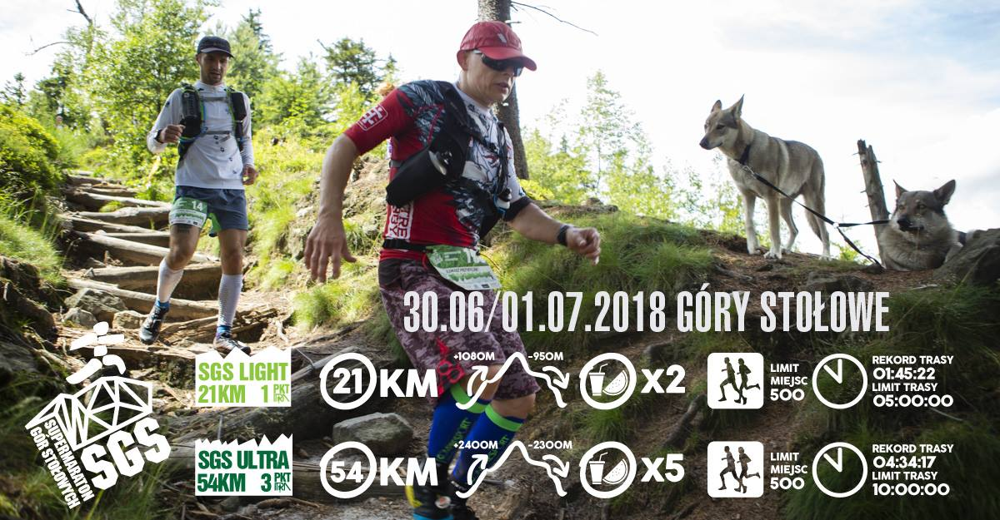 14
ŁUKASZ PRZYBYLSKI
30.06/01.07.2018 GÓRY STOŁOWE
SGS LIGHT
21KM 1 PKT ITRA
21 KM
+1080M
-950M
X2
LIMIT
MIEJSC
500
REKORD TRASY
01:45:22
LIMIT TRASY
05:00:00
SUPERMARATON
GÓR STOŁOWYCH
SGS
SGS ULTRA
54KM 3 PKT ITRA
54 KM
+2400M
-2300M
X5
LIMIT
MIEJSC
500
REKORD TRASY
04:34:17
LIMIT TRASY
10:00:00